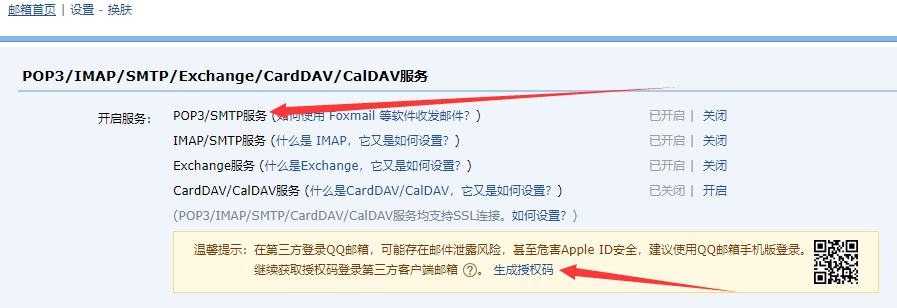 邮箱首页 | 设置 - 换肤
POP3/IMAP/SMTP/Exchange/CardDAV/CalDAV服务
开启服务： POP3/SMTP服务 (如何使用 Foxmail 等软件收发邮件？) 已开启 | 关闭
IMAP/SMTP服务 (什么是 IMAP，它又是如何设置？) 已开启 | 关闭
Exchange服务 (什么是Exchange，它又是如何设置？) 已开启 | 关闭
CardDAV/CalDAV服务 (什么是CardDAV/CalDAV，它又是如何设置？) 已关闭 | 开启
(POP3/IMAP/SMTP/CardDAV/CalDAV服务均支持SSL连接。如何设置？)
温馨提示：在第三方登录QQ邮箱，可能存在邮件泄露风险，甚至危害Apple ID安全，建议使用QQ邮箱手机版登录。
继续获取授权码登录第三方客户端邮箱 ?。 生成授权码